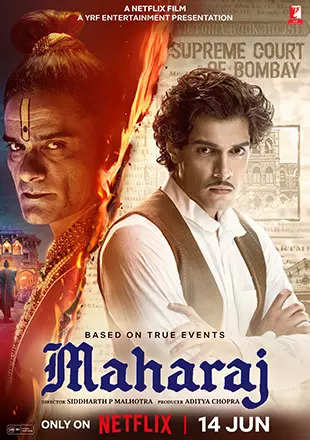 A NETFLIX FILM
A YRF ENTERTAINMENT PRESENTATION
SUPREME COURT
OF BOMBAY
BASED ON TRUE EVENTS
Maharaj
DIRECTOR SIDDHARTH P MALHOTRA PRODUCER ADITYA CHOPRA
ONLY ON NETFLIX | 14 JUN